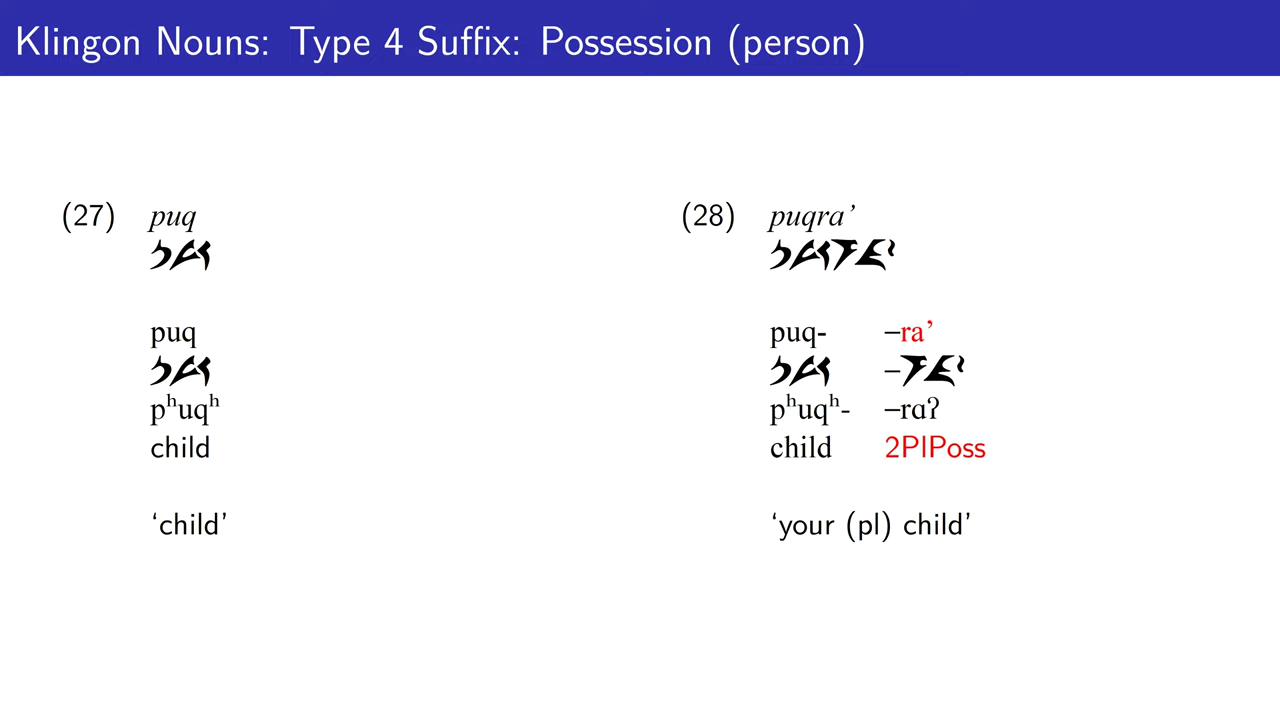 Klingon Nouns: Type 4 Suffix: Possession (person)
(27) puq

puq

pʰuqʰ
child
‘child’
(28) puqra’

puq- –ra’
 –
pʰuqʰ- –rɑʔ
child 2PlPoss
‘your (pl) child’